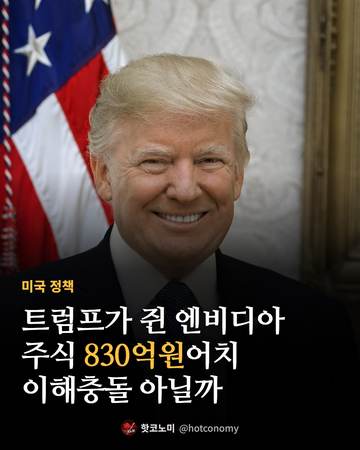 미국 정책
트럼프가 쥔 엔비디아
주식 830억원어치
이해충돌 아닐까
핫코노미 @hotconomy